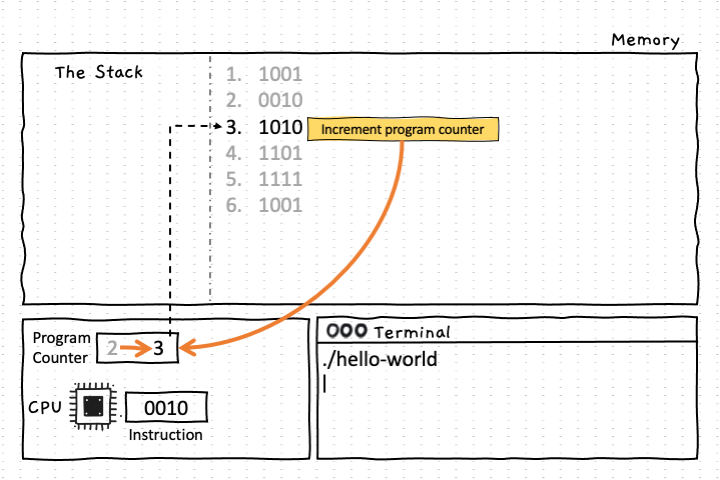 Memory
The Stack
1. 1001
2. 0010
3. 1010 Increment program counter
4. 1101
5. 1111
6. 1001
Program
Counter
2 3
CPU
0010
Instruction
OOO Terminal
./hello-world
|